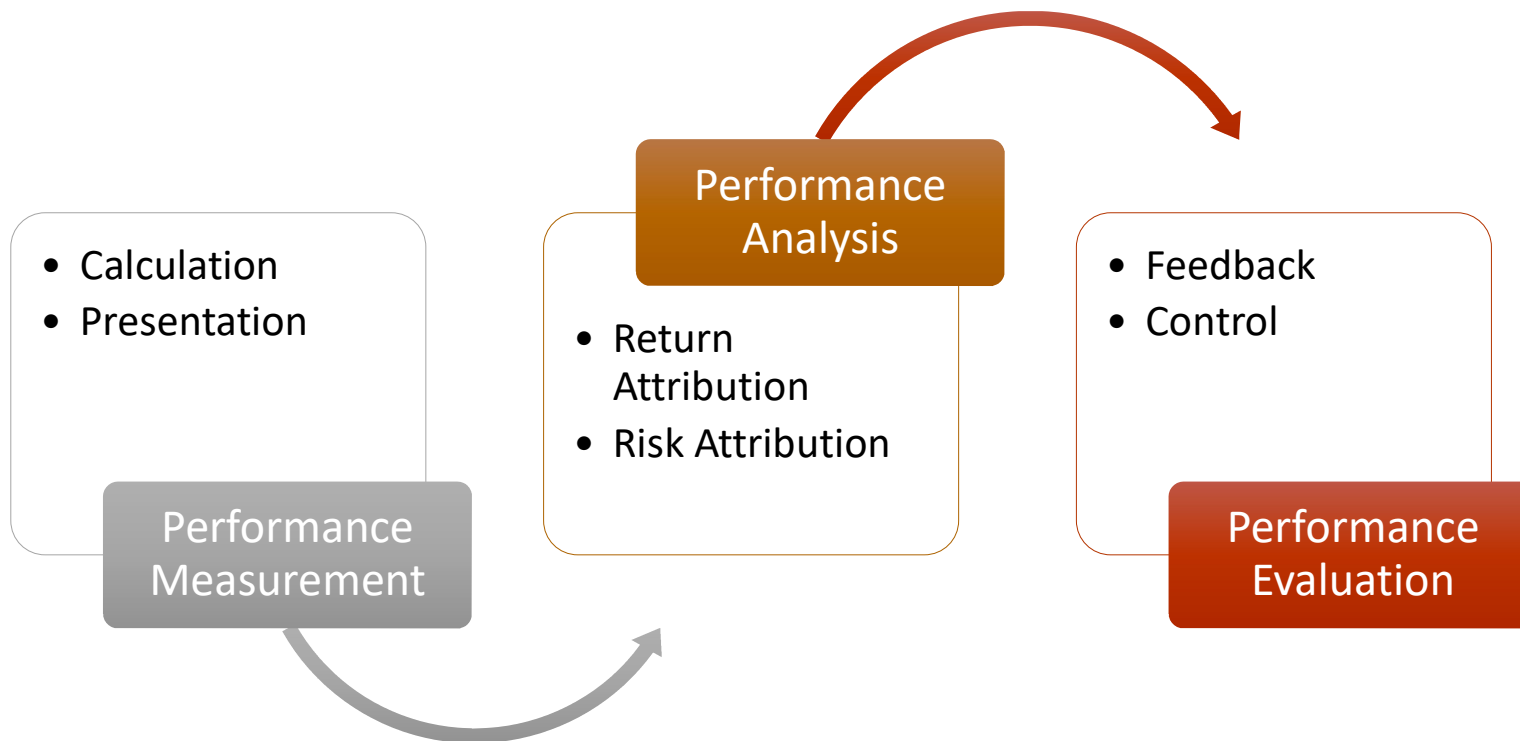 • Calculation
• Presentation
Performance
Measurement
Performance
Analysis
• Return
Attribution
• Risk Attribution
• Feedback
• Control
Performance
Evaluation